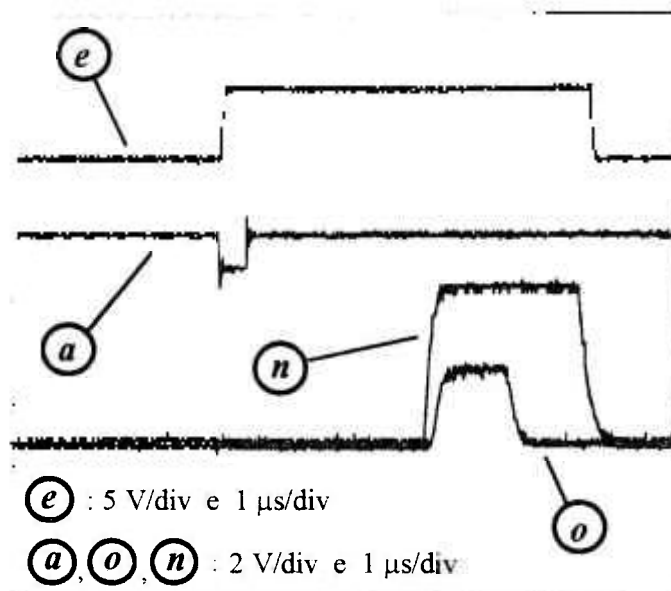 e
a
n
o
e : 5 V/div e 1 μs/div
a, o, n : 2 V/div e 1 μs/div